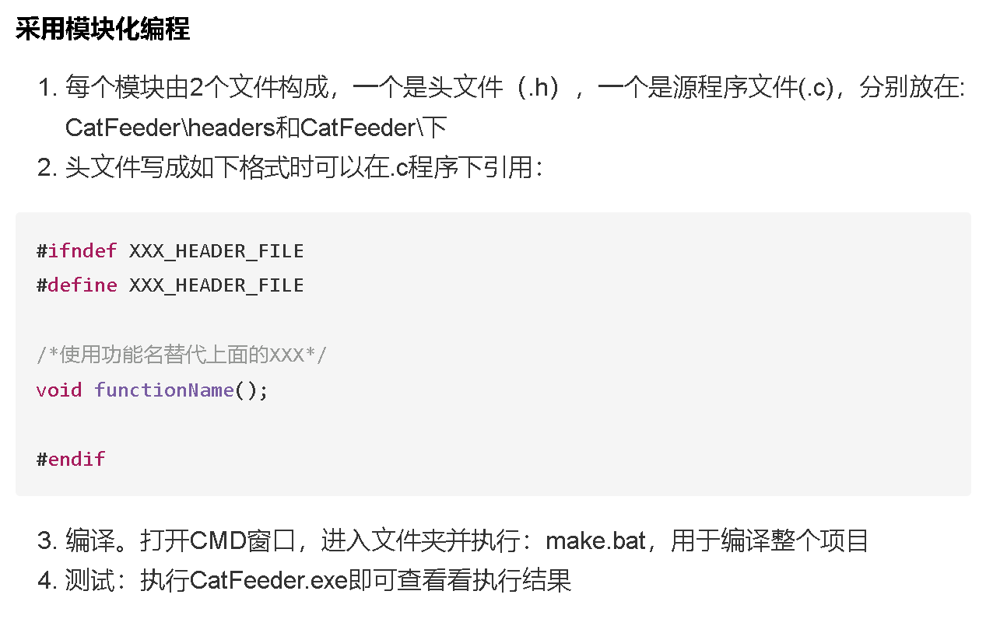 采用模块化编程
1. 每个模块由2个文件构成，一个是头文件（.h），一个是源程序文件(.c)，分别放在:
CatFeeder\headers和CatFeeder\下
2. 头文件写成如下格式时可以在.c程序下引用：
#ifndef XXX_HEADER_FILE
#define XXX_HEADER_FILE
/*使用功能名替代上面的XXX*/
void functionName();
#endif
3. 编译。打开CMD窗口，进入文件夹并执行：make.bat，用于编译整个项目
4. 测试：执行CatFeeder.exe即可查看看执行结果